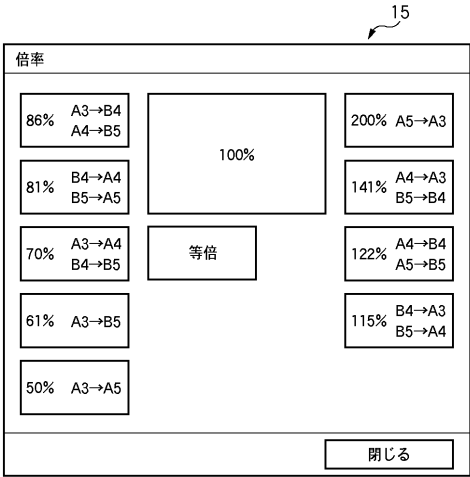 15
倍率
86% A3→B4
A4→B5
81% B4→A4
B5→A5
70% A3→A4
B4→B5
61% A3→B5
50% A3→A5
100%
等倍
200% A5→A3
141% A4→A3
B5→B4
122% A4→B4
A5→B5
115% B4→A3
B5→A4
閉じる